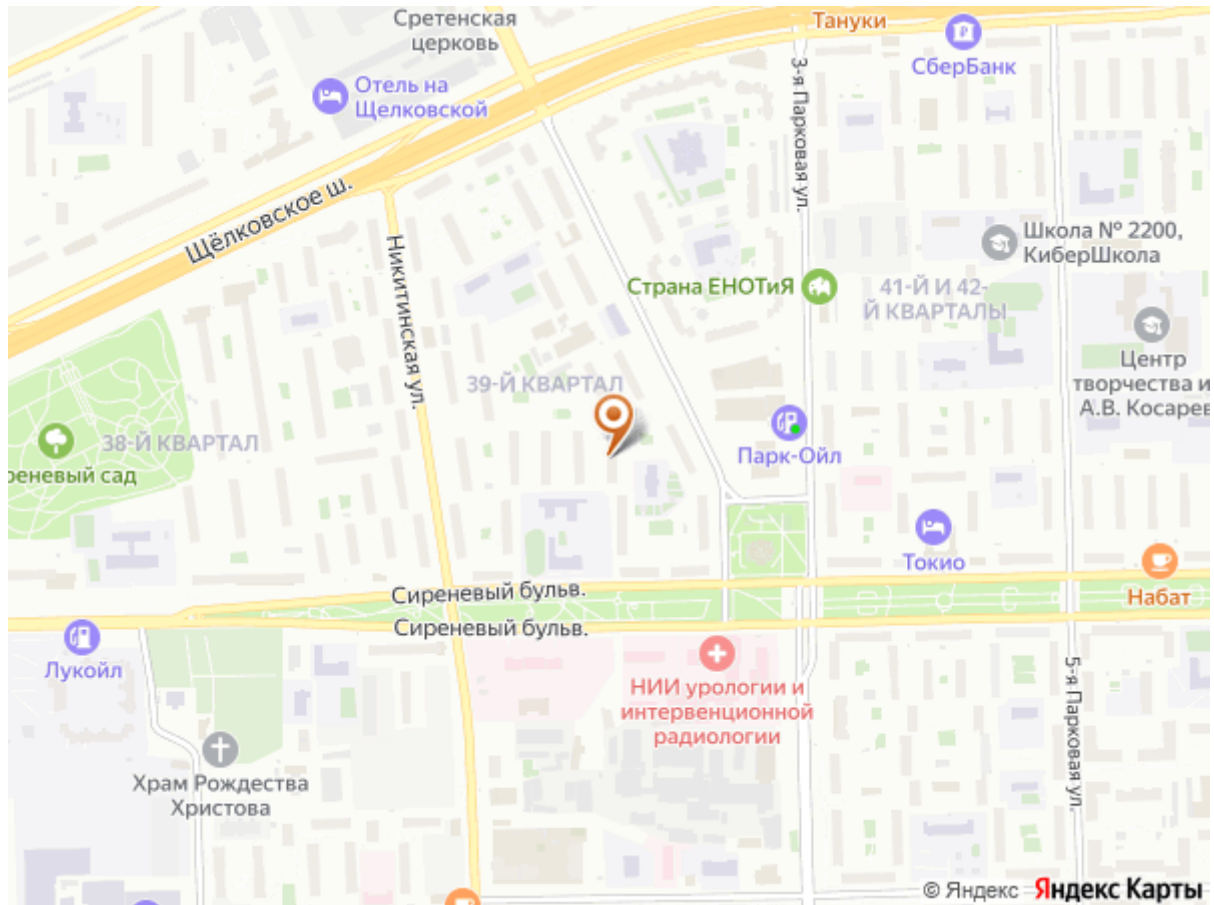 Сретенская
церковь
Тануки
СберБанк
Отель на
Щелковской
3-я Парковая ул.
Щёлковское ш.
Никитинская ул.
Школа № 2200,
КиберШкола
Страна ЕНОТиЯ
41-Й И 42-
Й КВАРТАЛЫ
Центр
творчества и
А.В. Косарев
39-Й КВАРТАЛ
38-Й КВАРТАЛ
реневый сад
Парк-Ойл
Токио
Набат
Сиреневый бульв.
Сиреневый бульв.
Лукойл
НИИ урологии и
интервенционной
радиологии
5-я Парковая ул.
Храм Рождества
Христова
© Яндекс Яндекс Карты